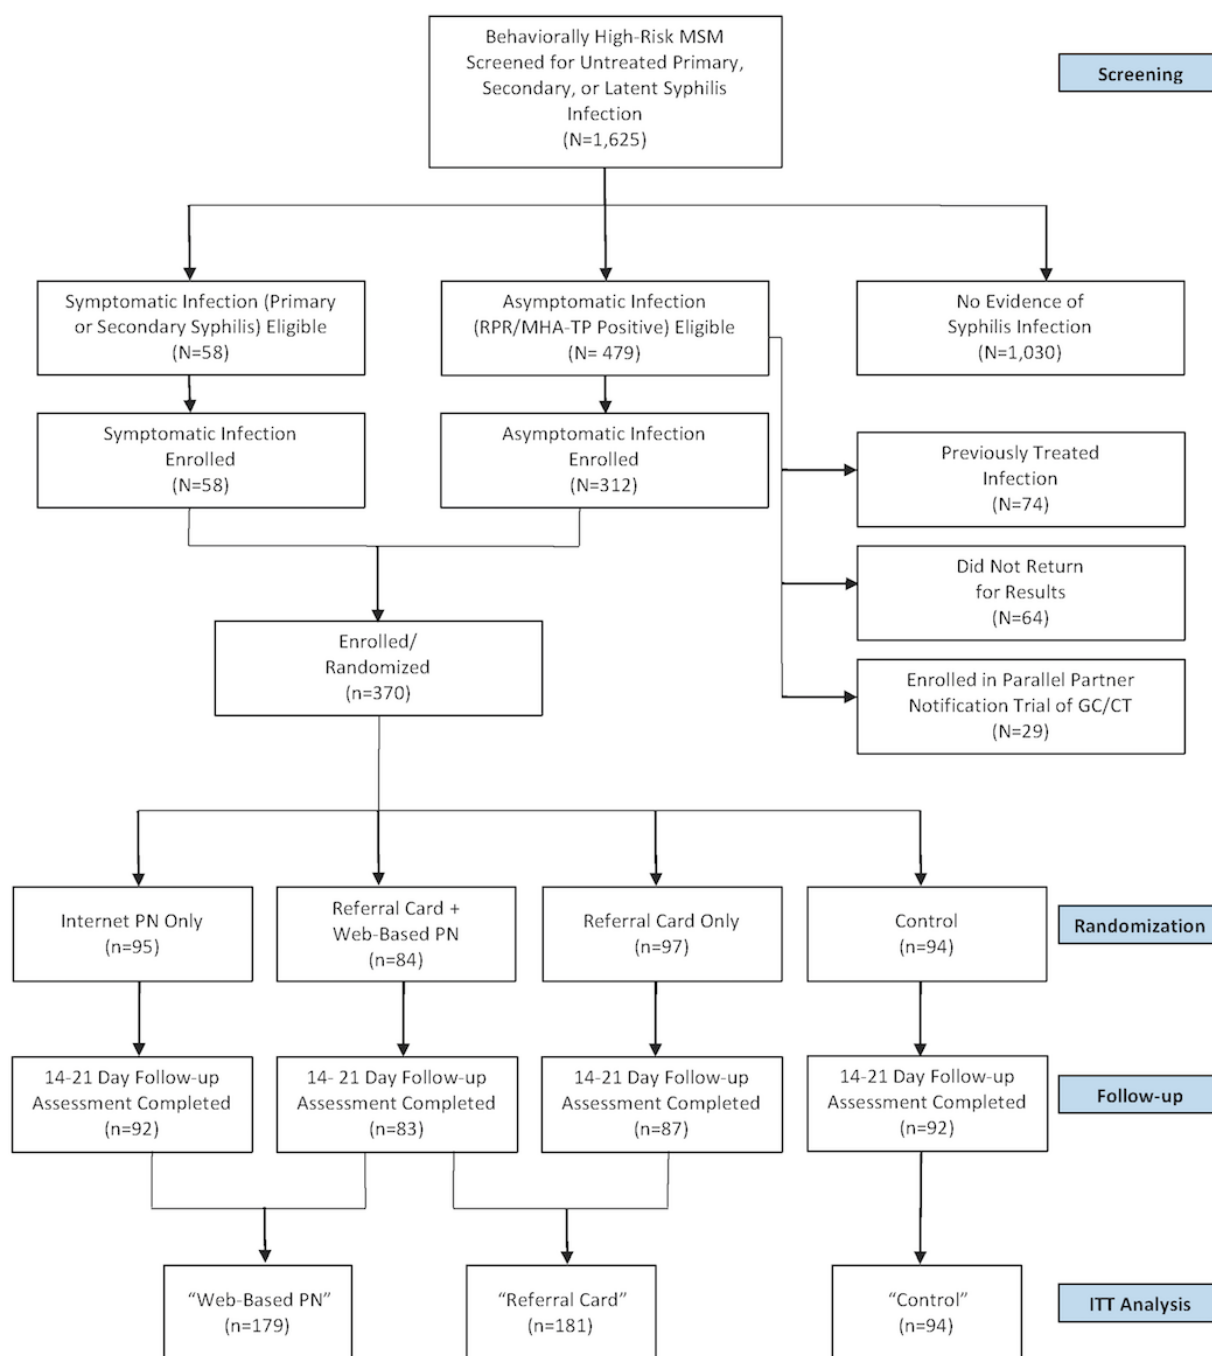 Behaviorally High-Risk MSM
Screened for Untreated Primary,
Secondary, or Latent Syphilis
Infection
(N=1,625)
Screening
Symptomatic Infection (Primary
or Secondary Syphilis) Eligible
(N=58)
Asymptomatic Infection
(RPR/MHA-TP Positive) Eligible
(N= 479)
No Evidence of
Syphilis Infection
(N=1,030)
Symptomatic Infection
Enrolled
(N=58)
Asymptomatic Infection
Enrolled
(N=312)
Previously Treated
Infection
(N=74)
Did Not Return
for Results
(N=64)
Enrolled in Parallel Partner
Notification Trial of GC/CT
(N=29)
Enrolled/
Randomized
(n=370)
Internet PN Only
(n=95)
Referral Card +
Web-Based PN
(n=84)
Referral Card Only
(n=97)
Control
(n=94)
Randomization
14-21 Day Follow-up
Assessment Completed
(n=92)
14- 21 Day Follow-up
Assessment Completed
(n=83)
14-21 Day Follow-up
Assessment Completed
(n=87)
14-21 Day Follow-up
Assessment Completed
(n=92)
Follow-up
“Web-Based PN”
(n=179)
“Referral Card”
(n=181)
“Control”
(n=94)
ITT Analysis